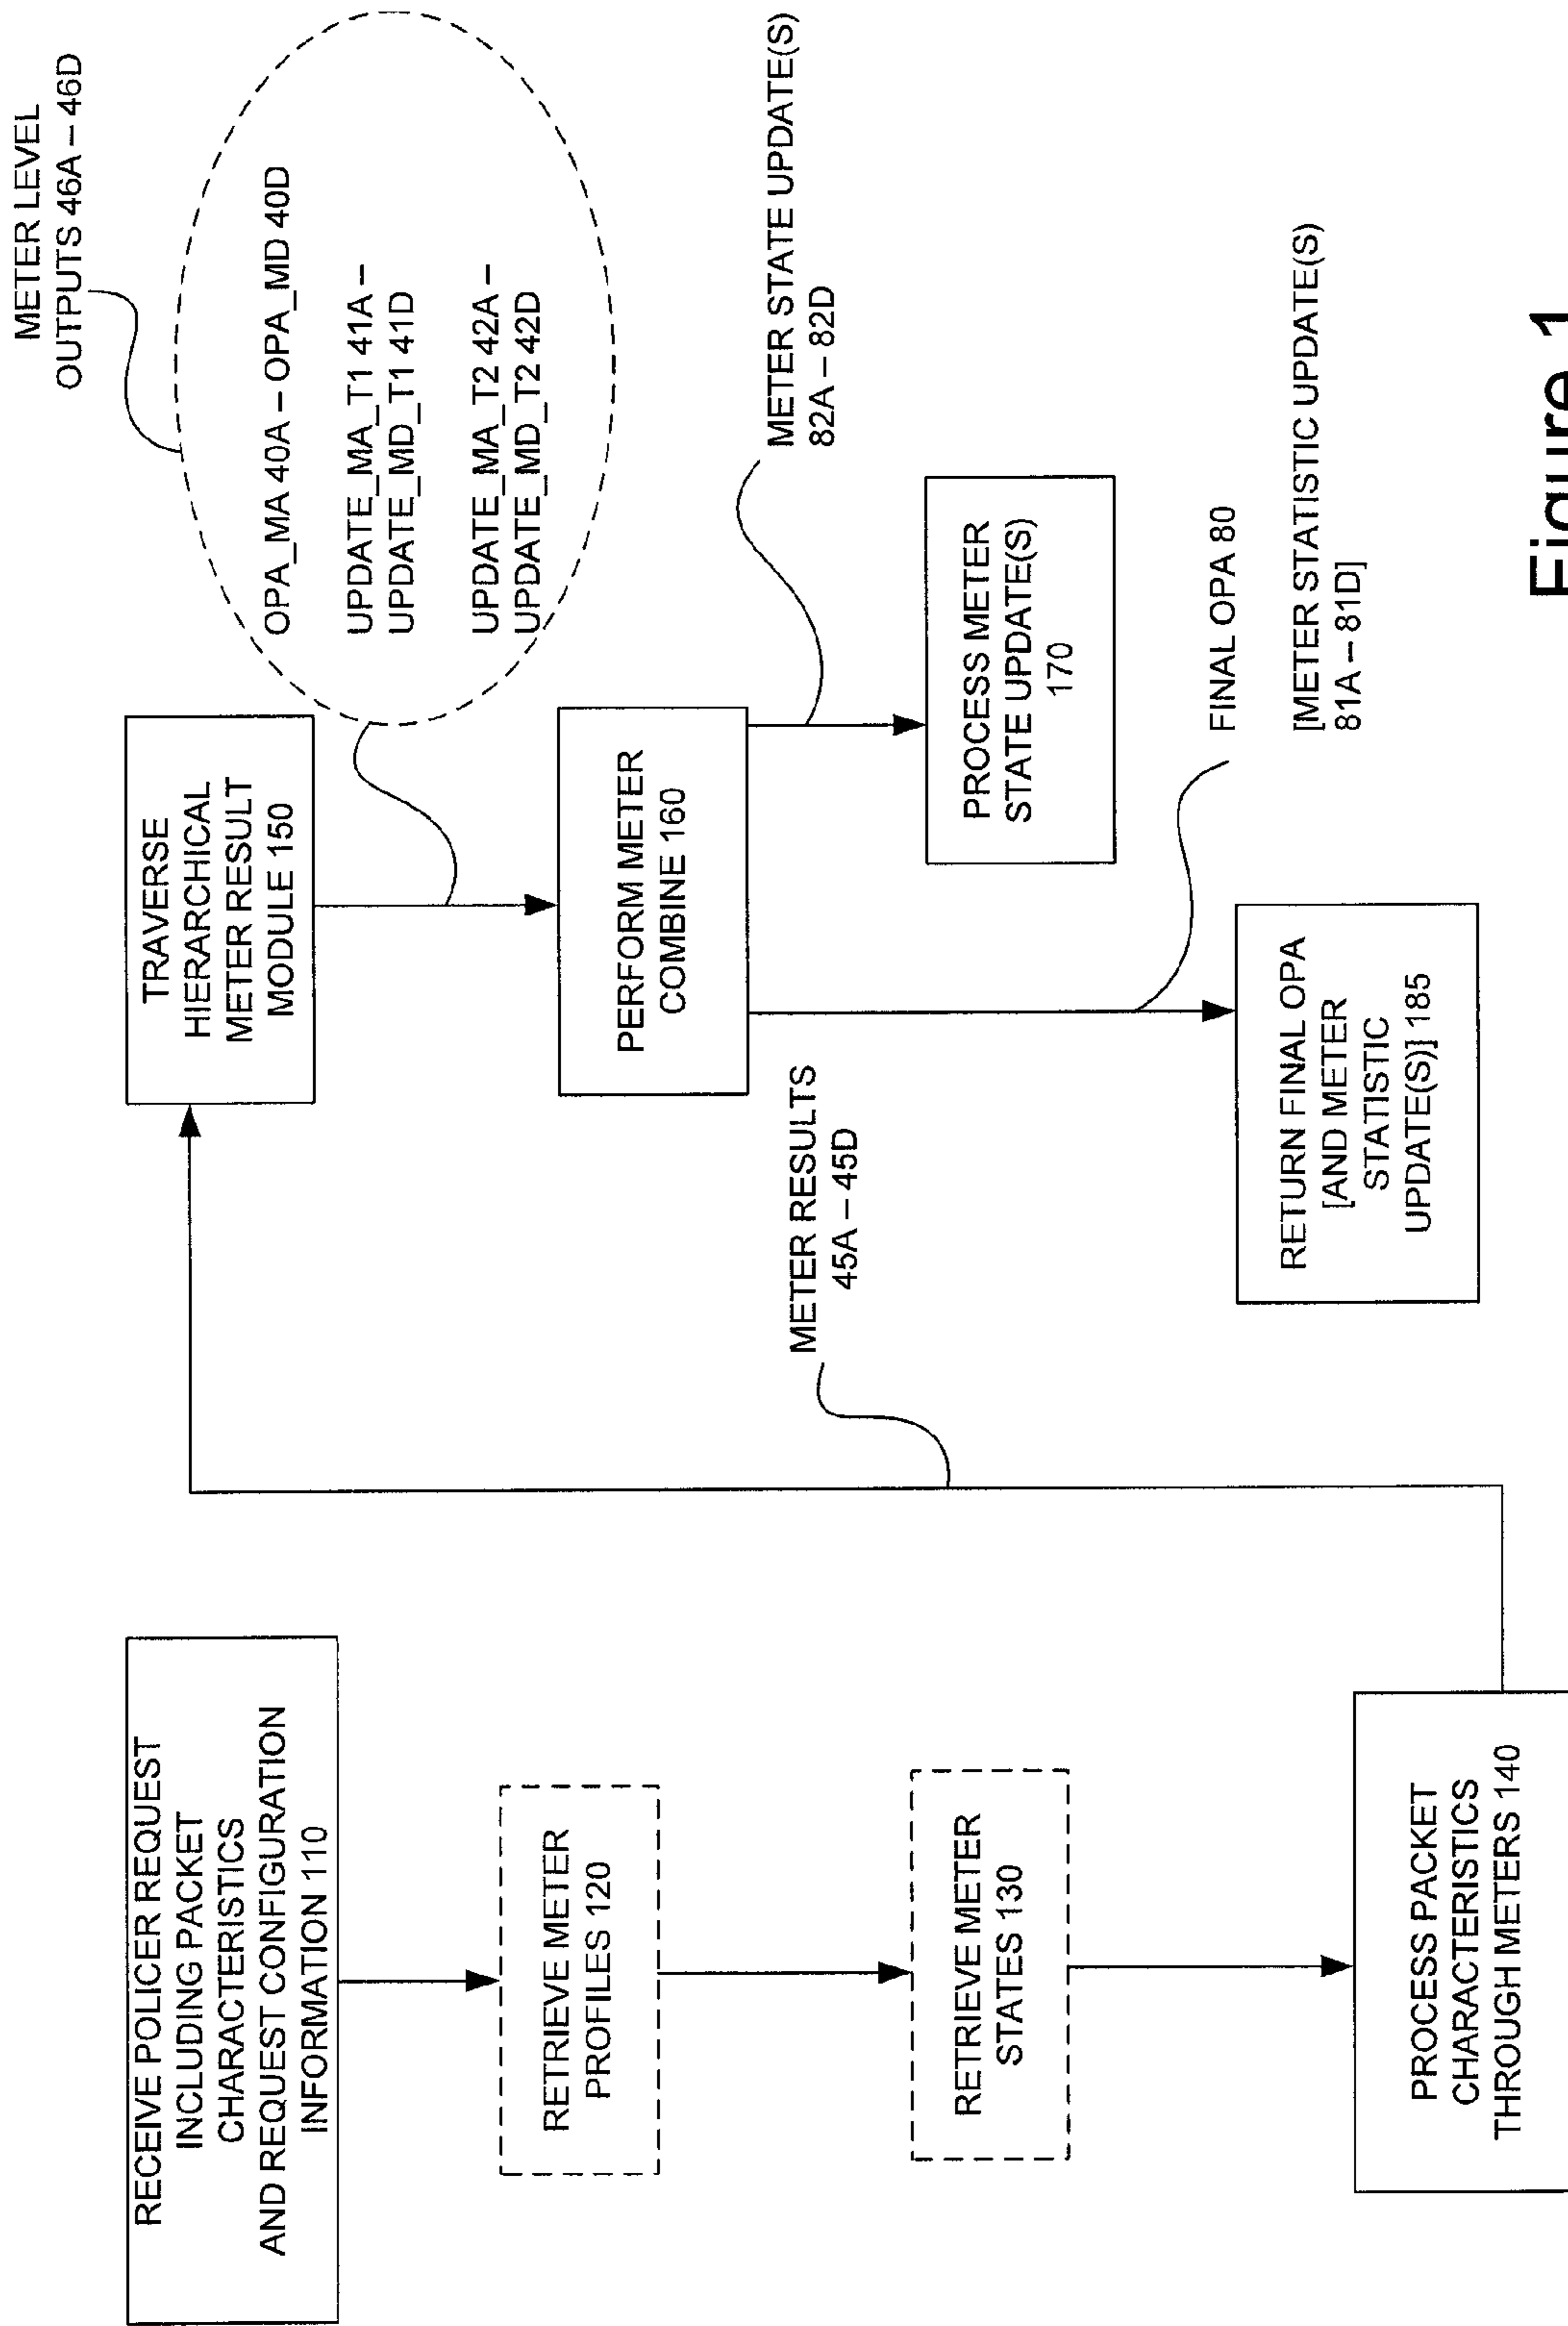 RECEIVE POLICER REQUEST
INCLUDING PACKET
CHARACTERISTICS
AND REQUEST CONFIGURATION
INFORMATION 110
RETRIEVE METER
PROFILES 120
RETRIEVE METER
STATES 130
PROCESS PACKET
CHARACTERISTICS
THROUGH METERS 140
METER RESULTS
45A – 45D
TRAVERSE
HIERARCHICAL
METER RESULT
MODULE 150
METER LEVEL
OUTPUTS 46A – 46D
OPA_MA 40A – OPA_MD 40D
UPDATE_MA_T1 41A –
UPDATE_MD_T1 41D
UPDATE_MA_T2 42A –
UPDATE_MD_T2 42D
PERFORM METER
COMBINE 160
METER STATE UPDATE(S)
82A – 82D
PROCESS METER
STATE UPDATE(S)
170
FINAL OPA 80
[METER STATISTIC UPDATE(S)
81A – 81D]
RETURN FINAL OPA
[AND METER
STATISTIC
UPDATE(S)] 185
Figure 1